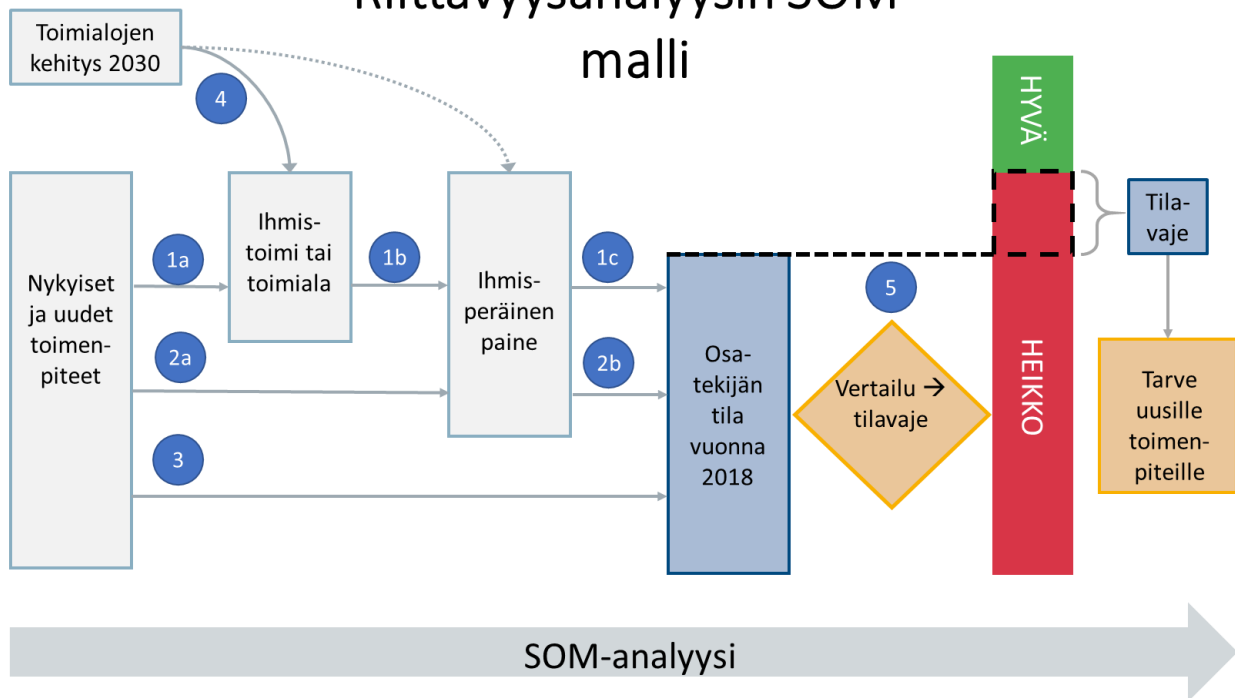 Riittävyysanalyysin SOM
malli
Toimialojen
kehitys 2030
4
Nykyiset
ja uudet
toimen-
piteet
1a
2a
3
Ihmis-
toimi tai
toimiala
1b
Ihmis-
peräinen
paine
1c
2b
Osa-
tekijän
tila
vuonna
2018
5
Vertailu →
tilavaje
HYVÄ
HEIKKO
Tila-
vaje
Tarve
uusille
toimen-
piteille
SOM-analyysi